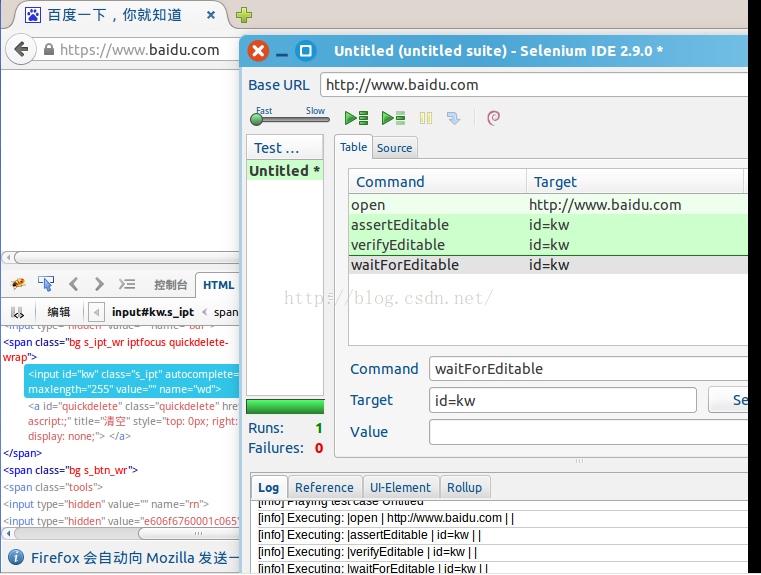 百度一下，你就知道
https://www.baidu.com
Untitled (untitled suite) - Selenium IDE 2.9.0 *
Base URL http://www.baidu.com
Fast Slow
Test ...
Untitled *
Table Source
Command Target
open http://www.baidu.com
assertEditable id=kw
verifyEditable id=kw
waitForEditable id=kw
http://blog.csdn.net/
Command waitForEditable
Target id=kw Se
Value
Runs: 1
Failures: 0
Log Reference UI-Element Rollup
[info] Playing test case Untitled
[info] Executing: |open | http://www.baidu.com | |
[info] Executing: |assertEditable | id=kw | |
[info] Executing: |verifyEditable | id=kw | |
[info] Executing: |waitForEditable | id=kw | |
控制台 HTML
编辑 input#kw.s_ipt < span
<input type="hidden" value="" name="bar">
<span class="bg s_ipt_wr iptfocus quickdelete-
wrap">
<input id="kw" class="s_ipt" autocomplete=
maxlength="255" value="" name="wd">
<a id="quickdelete" class="quickdelete" href
ascript:;" title="清空" style="top: 0px; right:
display: none;"> </a>
</span>
<span class="bg s_btn_wr">
<span class="tools">
<input type="hidden" value="" name="rn">
<input type="hidden" value="e606f6760001c065"
Firefox 会自动向 Mozilla 发送一